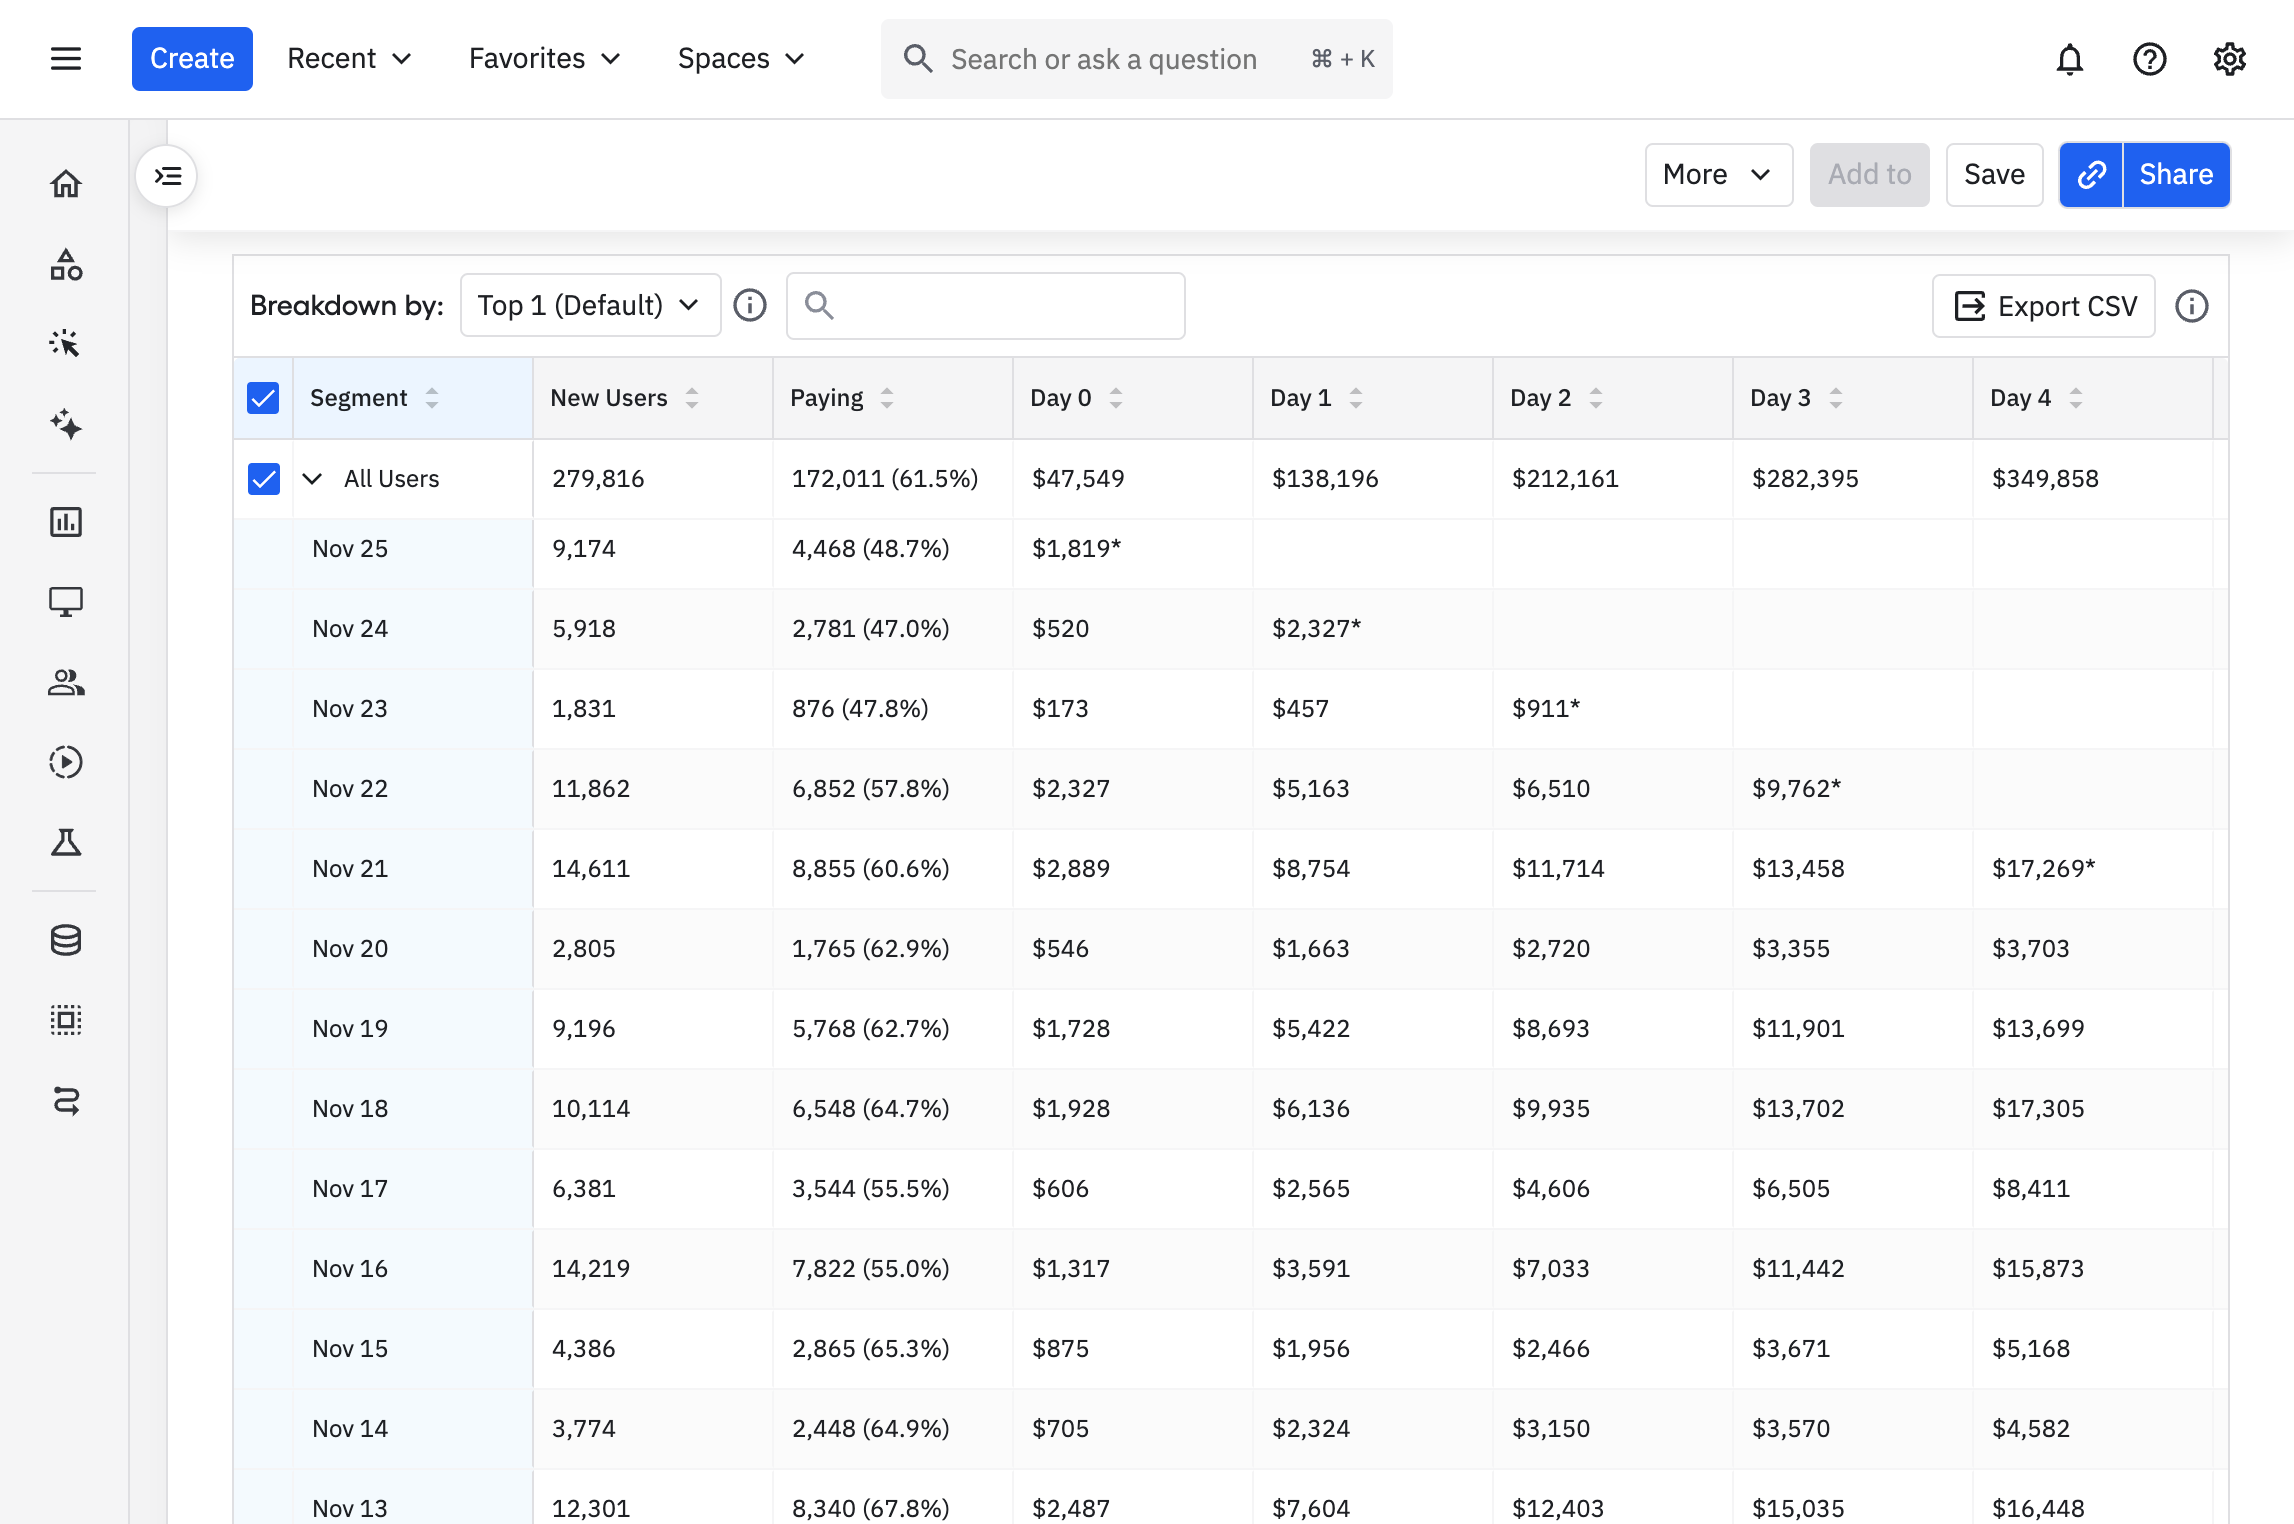 Create Recent Favorites Spaces Search or ask a question ⌘ + K
More Add to Save Share
Breakdown by: Top 1 (Default) Export CSV
Segment New Users Paying Day 0 Day 1 Day 2 Day 3 Day 4
All Users 279,816 172,011 (61.5%) $47,549 $138,196 $212,161 $282,395 $349,858
Nov 25 9,174 4,468 (48.7%) $1,819*
Nov 24 5,918 2,781 (47.0%) $520 $2,327*
Nov 23 1,831 876 (47.8%) $173 $457 $911*
Nov 22 11,862 6,852 (57.8%) $2,327 $5,163 $6,510 $9,762*
Nov 21 14,611 8,855 (60.6%) $2,889 $8,754 $11,714 $13,458 $17,269*
Nov 20 2,805 1,765 (62.9%) $546 $1,663 $2,720 $3,355 $3,703
Nov 19 9,196 5,768 (62.7%) $1,728 $5,422 $8,693 $11,901 $13,699
Nov 18 10,114 6,548 (64.7%) $1,928 $6,136 $9,935 $13,702 $17,305
Nov 17 6,381 3,544 (55.5%) $606 $2,565 $4,606 $6,505 $8,411
Nov 16 14,219 7,822 (55.0%) $1,317 $3,591 $7,033 $11,442 $15,873
Nov 15 4,386 2,865 (65.3%) $875 $1,956 $2,466 $3,671 $5,168
Nov 14 3,774 2,448 (64.9%) $705 $2,324 $3,150 $3,570 $4,582
Nov 13 12,301 8,340 (67.8%) $2,487 $7,604 $12,403 $15,035 $16,448